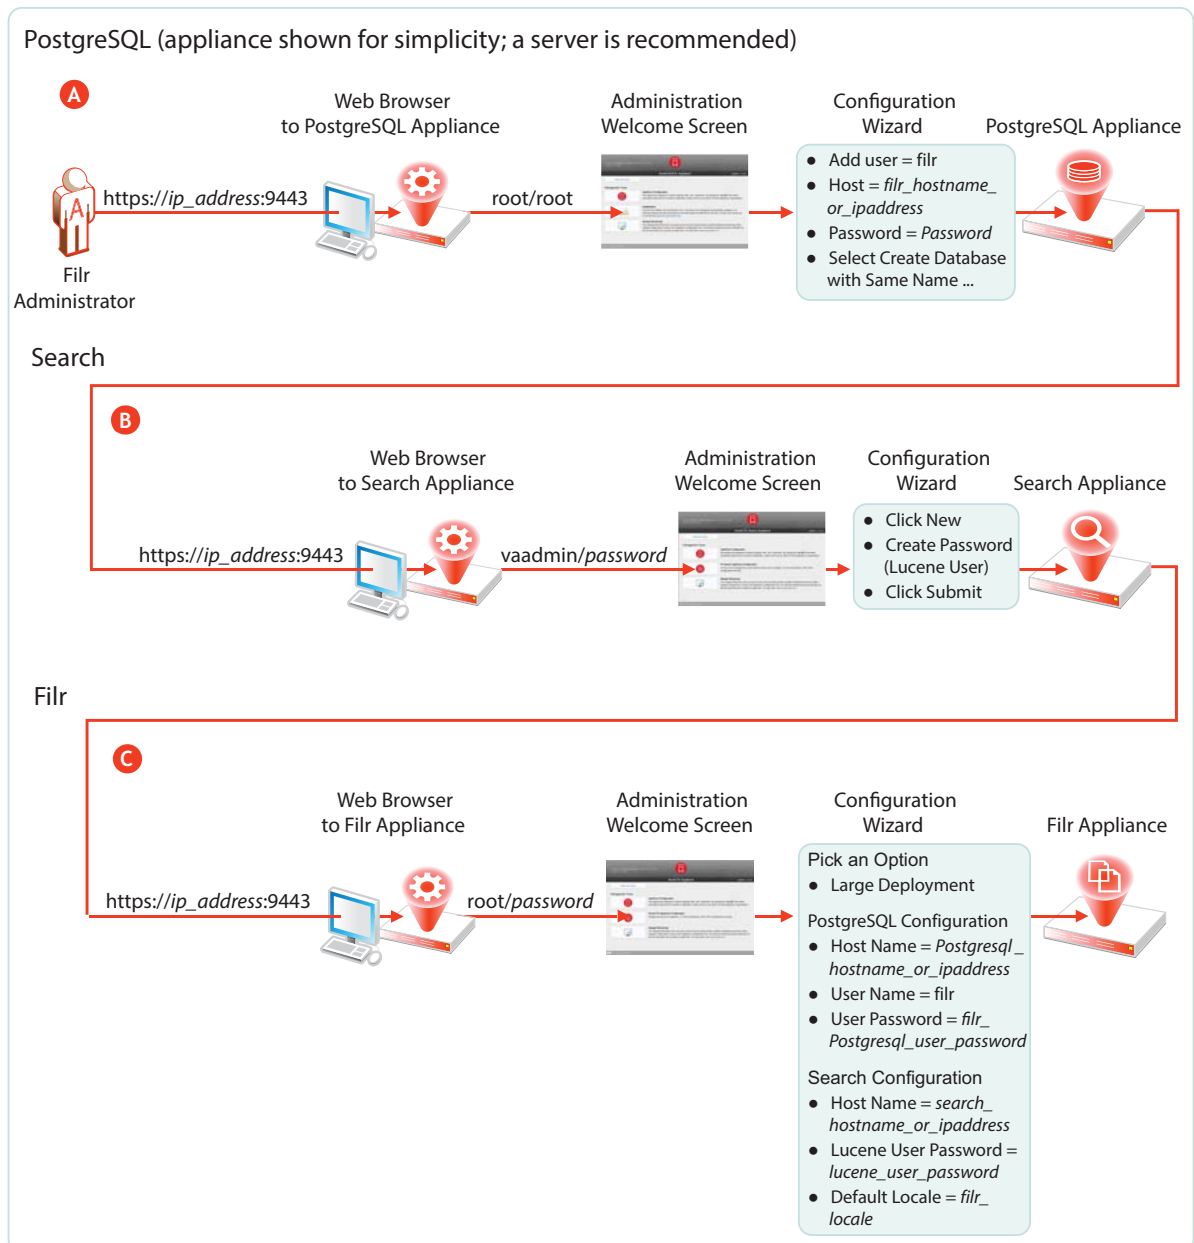 PostgreSQL (appliance shown for simplicity; a server is recommended)
A
Web Browser
to PostgreSQL Appliance
Administration
Welcome Screen
Configuration
Wizard
PostgreSQL Appliance
A
Filr
Administrator
https://ip_address:9443
root/root
● Add user = filr
● Host = filr_hostname_
or_ipaddress
● Password = Password
● Select Create Database
with Same Name ...
Search
B
Web Browser
to Search Appliance
Administration
Welcome Screen
Configuration
Wizard
Search Appliance
https://ip_address:9443
vaadmin/password
● Click New
● Create Password
(Lucene User)
● Click Submit
Filr
C
Web Browser
to Filr Appliance
Administration
Welcome Screen
Configuration
Wizard
Filr Appliance
https://ip_address:9443
root/password
Pick an Option
● Large Deployment
PostgreSQL Configuration
● Host Name = Postgresql_
hostname_or_ipaddress
● User Name = filr
● User Password = filr_
Postgresql_user_password
Search Configuration
● Host Name = search_
hostname_or_ipaddress
● Lucene User Password =
lucene_user_password
● Default Locale = filr_
locale